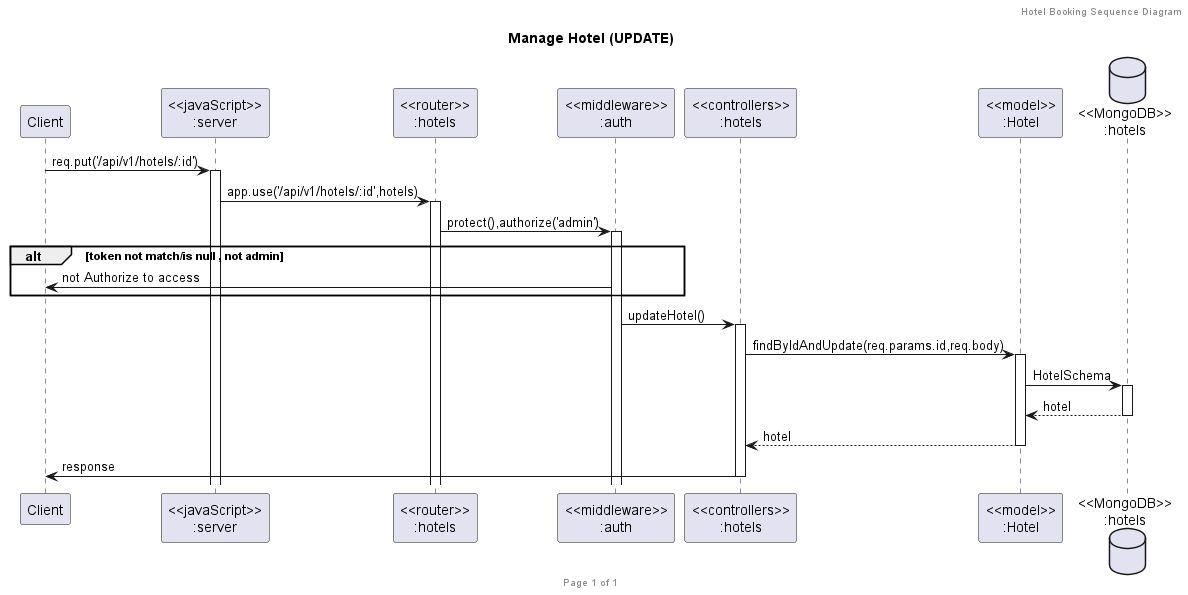 Hotel Booking Sequence Diagram
Manage Hotel (UPDATE)
Client
<<javaScript>>
:server
<<router>>
:hotels
<<middleware>>
:auth
<<controllers>>
:hotels
<<model>>
:Hotel
<<MongoDB>>
:hotels
req.put('/api/v1/hotels/:id')
app.use('/api/v1/hotels/:id',hotels)
protect(),authorize('admin')
alt
[token not match/is null , not admin]
not Authorize to access
updateHotel()
findByIdAndUpdate(req.params.id,req.body)
HotelSchema
hotel
hotel
response
Client
<<javaScript>>
:server
<<router>>
:hotels
<<middleware>>
:auth
<<controllers>>
:hotels
<<model>>
:Hotel
<<MongoDB>>
:hotels
Page 1 of 1